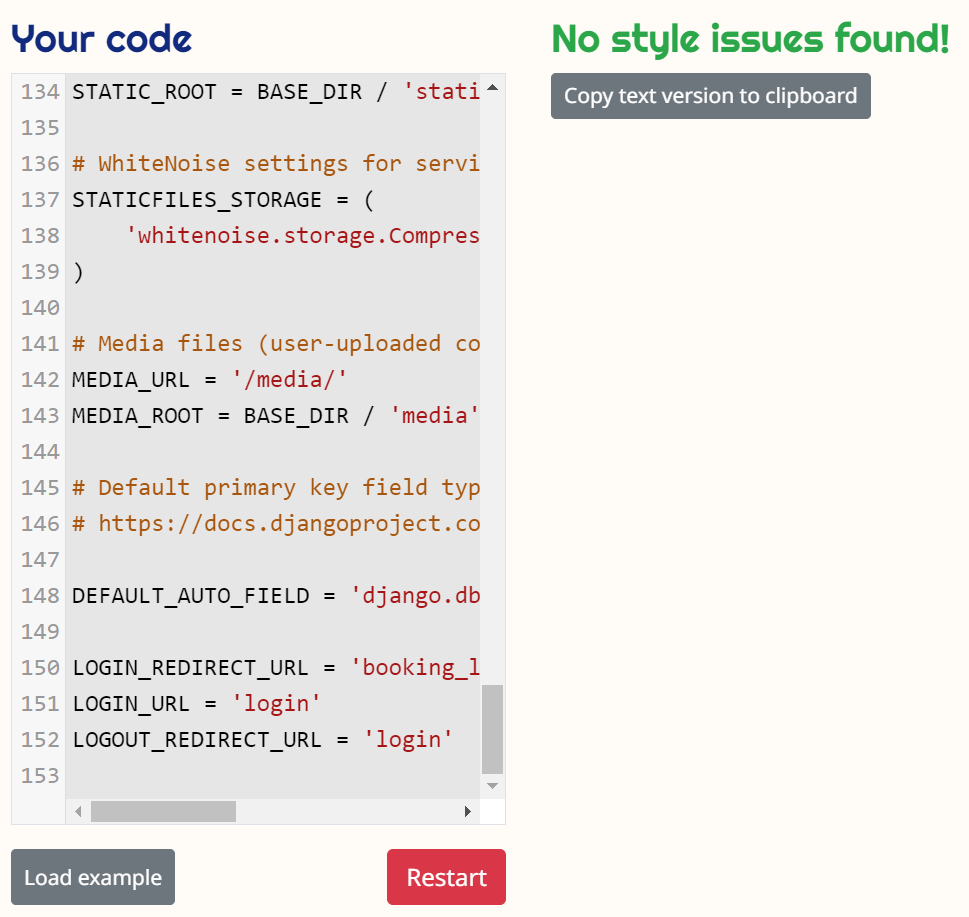 Your code
134 STATIC_ROOT = BASE_DIR / 'stati
135
136 # WhiteNoise settings for servi
137 STATICFILES_STORAGE = (
138     'whitenoise.storage.Compres
139 )
140
141 # Media files (user-uploaded co
142 MEDIA_URL = '/media/'
143 MEDIA_ROOT = BASE_DIR / 'media'
144
145 # Default primary key field typ
146 # https://docs.djangoproject.co
147
148 DEFAULT_AUTO_FIELD = 'django.db
149
150 LOGIN_REDIRECT_URL = 'booking_l
151 LOGIN_URL = 'login'
152 LOGOUT_REDIRECT_URL = 'login'
153
Load example
Restart
No style issues found!
Copy text version to clipboard